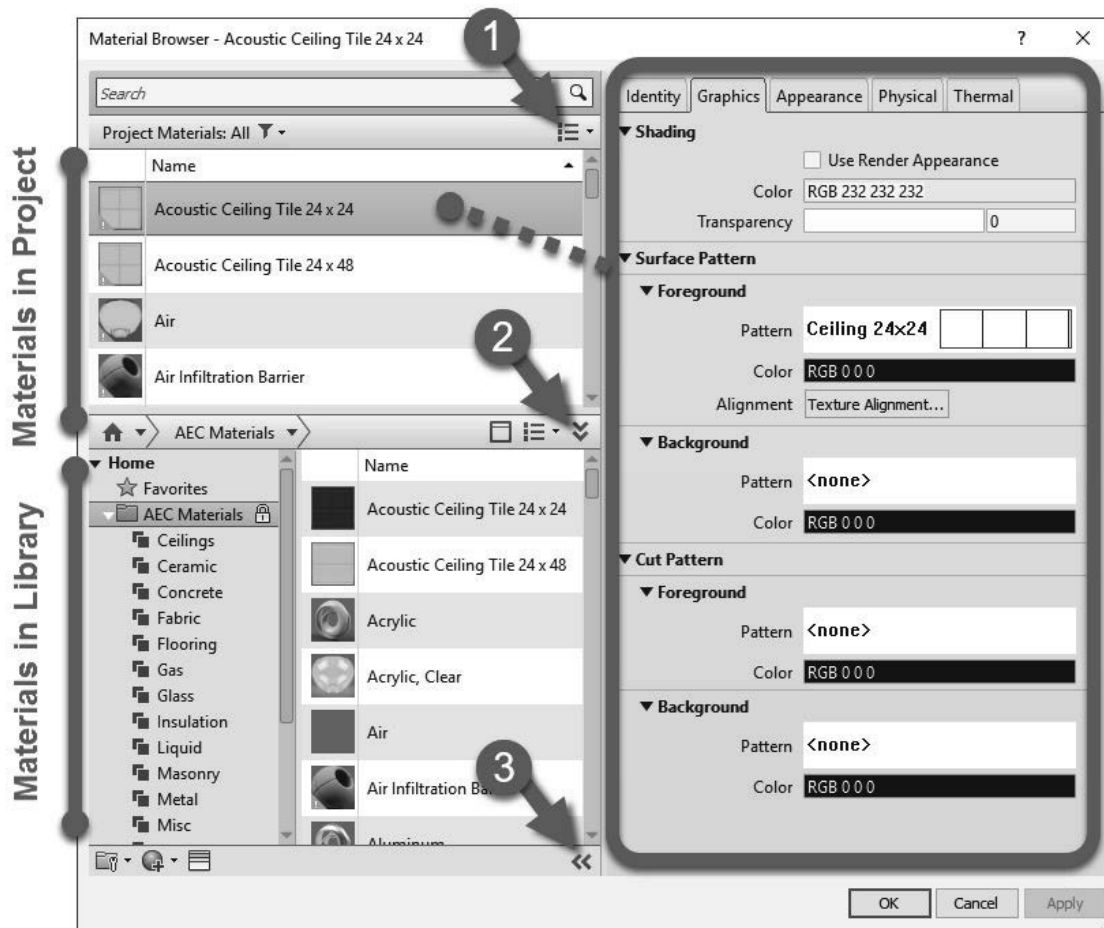 Material Browser - Acoustic Ceiling Tile 24 x 24
?
1
Search
Project Materials: All
Name
Acoustic Ceiling Tile 24 x 24
Acoustic Ceiling Tile 24 x 48
Air
Air Infiltration Barrier
2
Materials in Project
AEC Materials
Home
Favorites
AEC Materials
Ceilings
Ceramic
Concrete
Fabric
Flooring
Gas
Glass
Insulation
Liquid
Masonry
Metal
Misc
Materials in Library
Name
Acoustic Ceiling Tile 24 x 24
Acoustic Ceiling Tile 24 x 48
Acrylic
Acrylic, Clear
Air
Air Infiltration
Aluminum
3
Identity Graphics Appearance Physical Thermal
Shading
Use Render Appearance
Color RGB 232 232 232
Transparency 0
Surface Pattern
Foreground
Pattern Ceiling 24x24
Color RGB 0 0 0
Alignment Texture Alignment...
Background
Pattern <none>
Color RGB 0 0 0
Cut Pattern
Foreground
Pattern <none>
Color RGB 0 0 0
Background
Pattern <none>
Color RGB 0 0 0
OK Cancel Apply